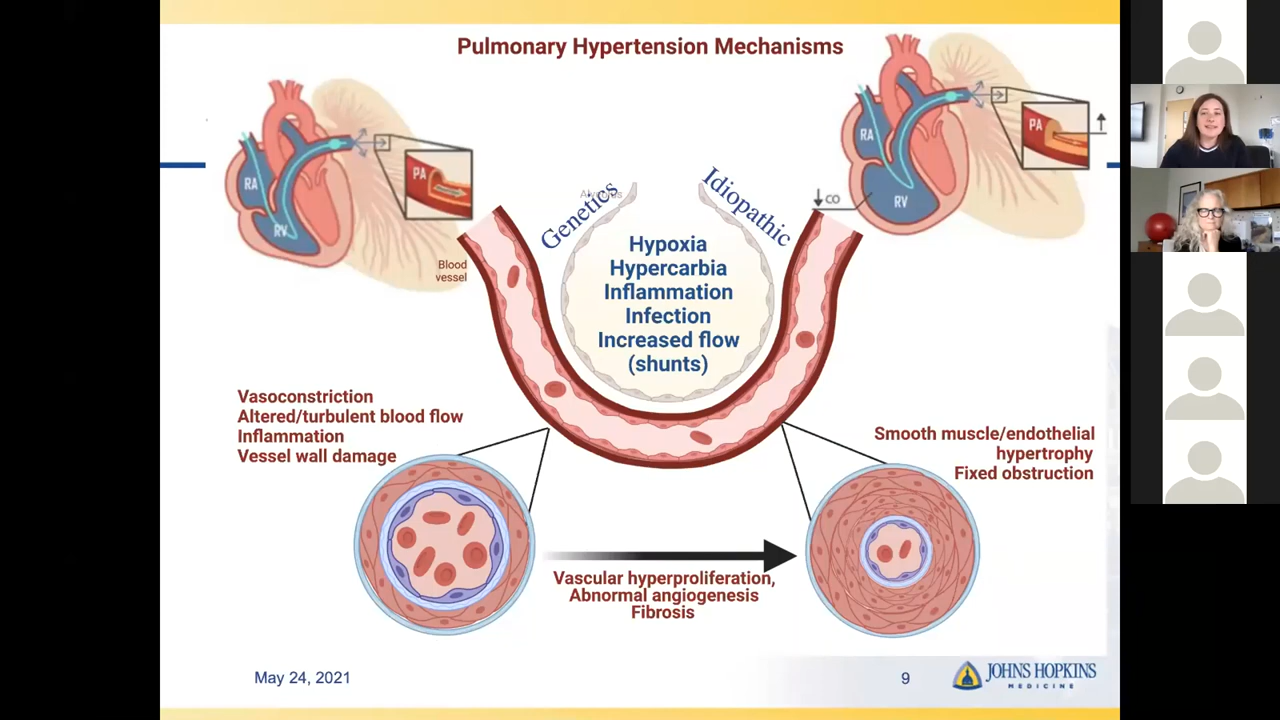 Pulmonary Hypertension Mechanisms
RA
RV
PA
Blood
vessel
RA
RV
PA
↑
↓CO
Genetics
Idiopathic
Hypoxia
Hypercarbia
Inflammation
Infection
Increased flow
(shunts)
Vasoconstriction
Altered/turbulent blood flow
Inflammation
Vessel wall damage
Smooth muscle/endothelial
hypertrophy
Fixed obstruction
Vascular hyperproliferation,
Abnormal angiogenesis
Fibrosis
May 24, 2021
9
JOHNS HOPKINS
MEDICINE